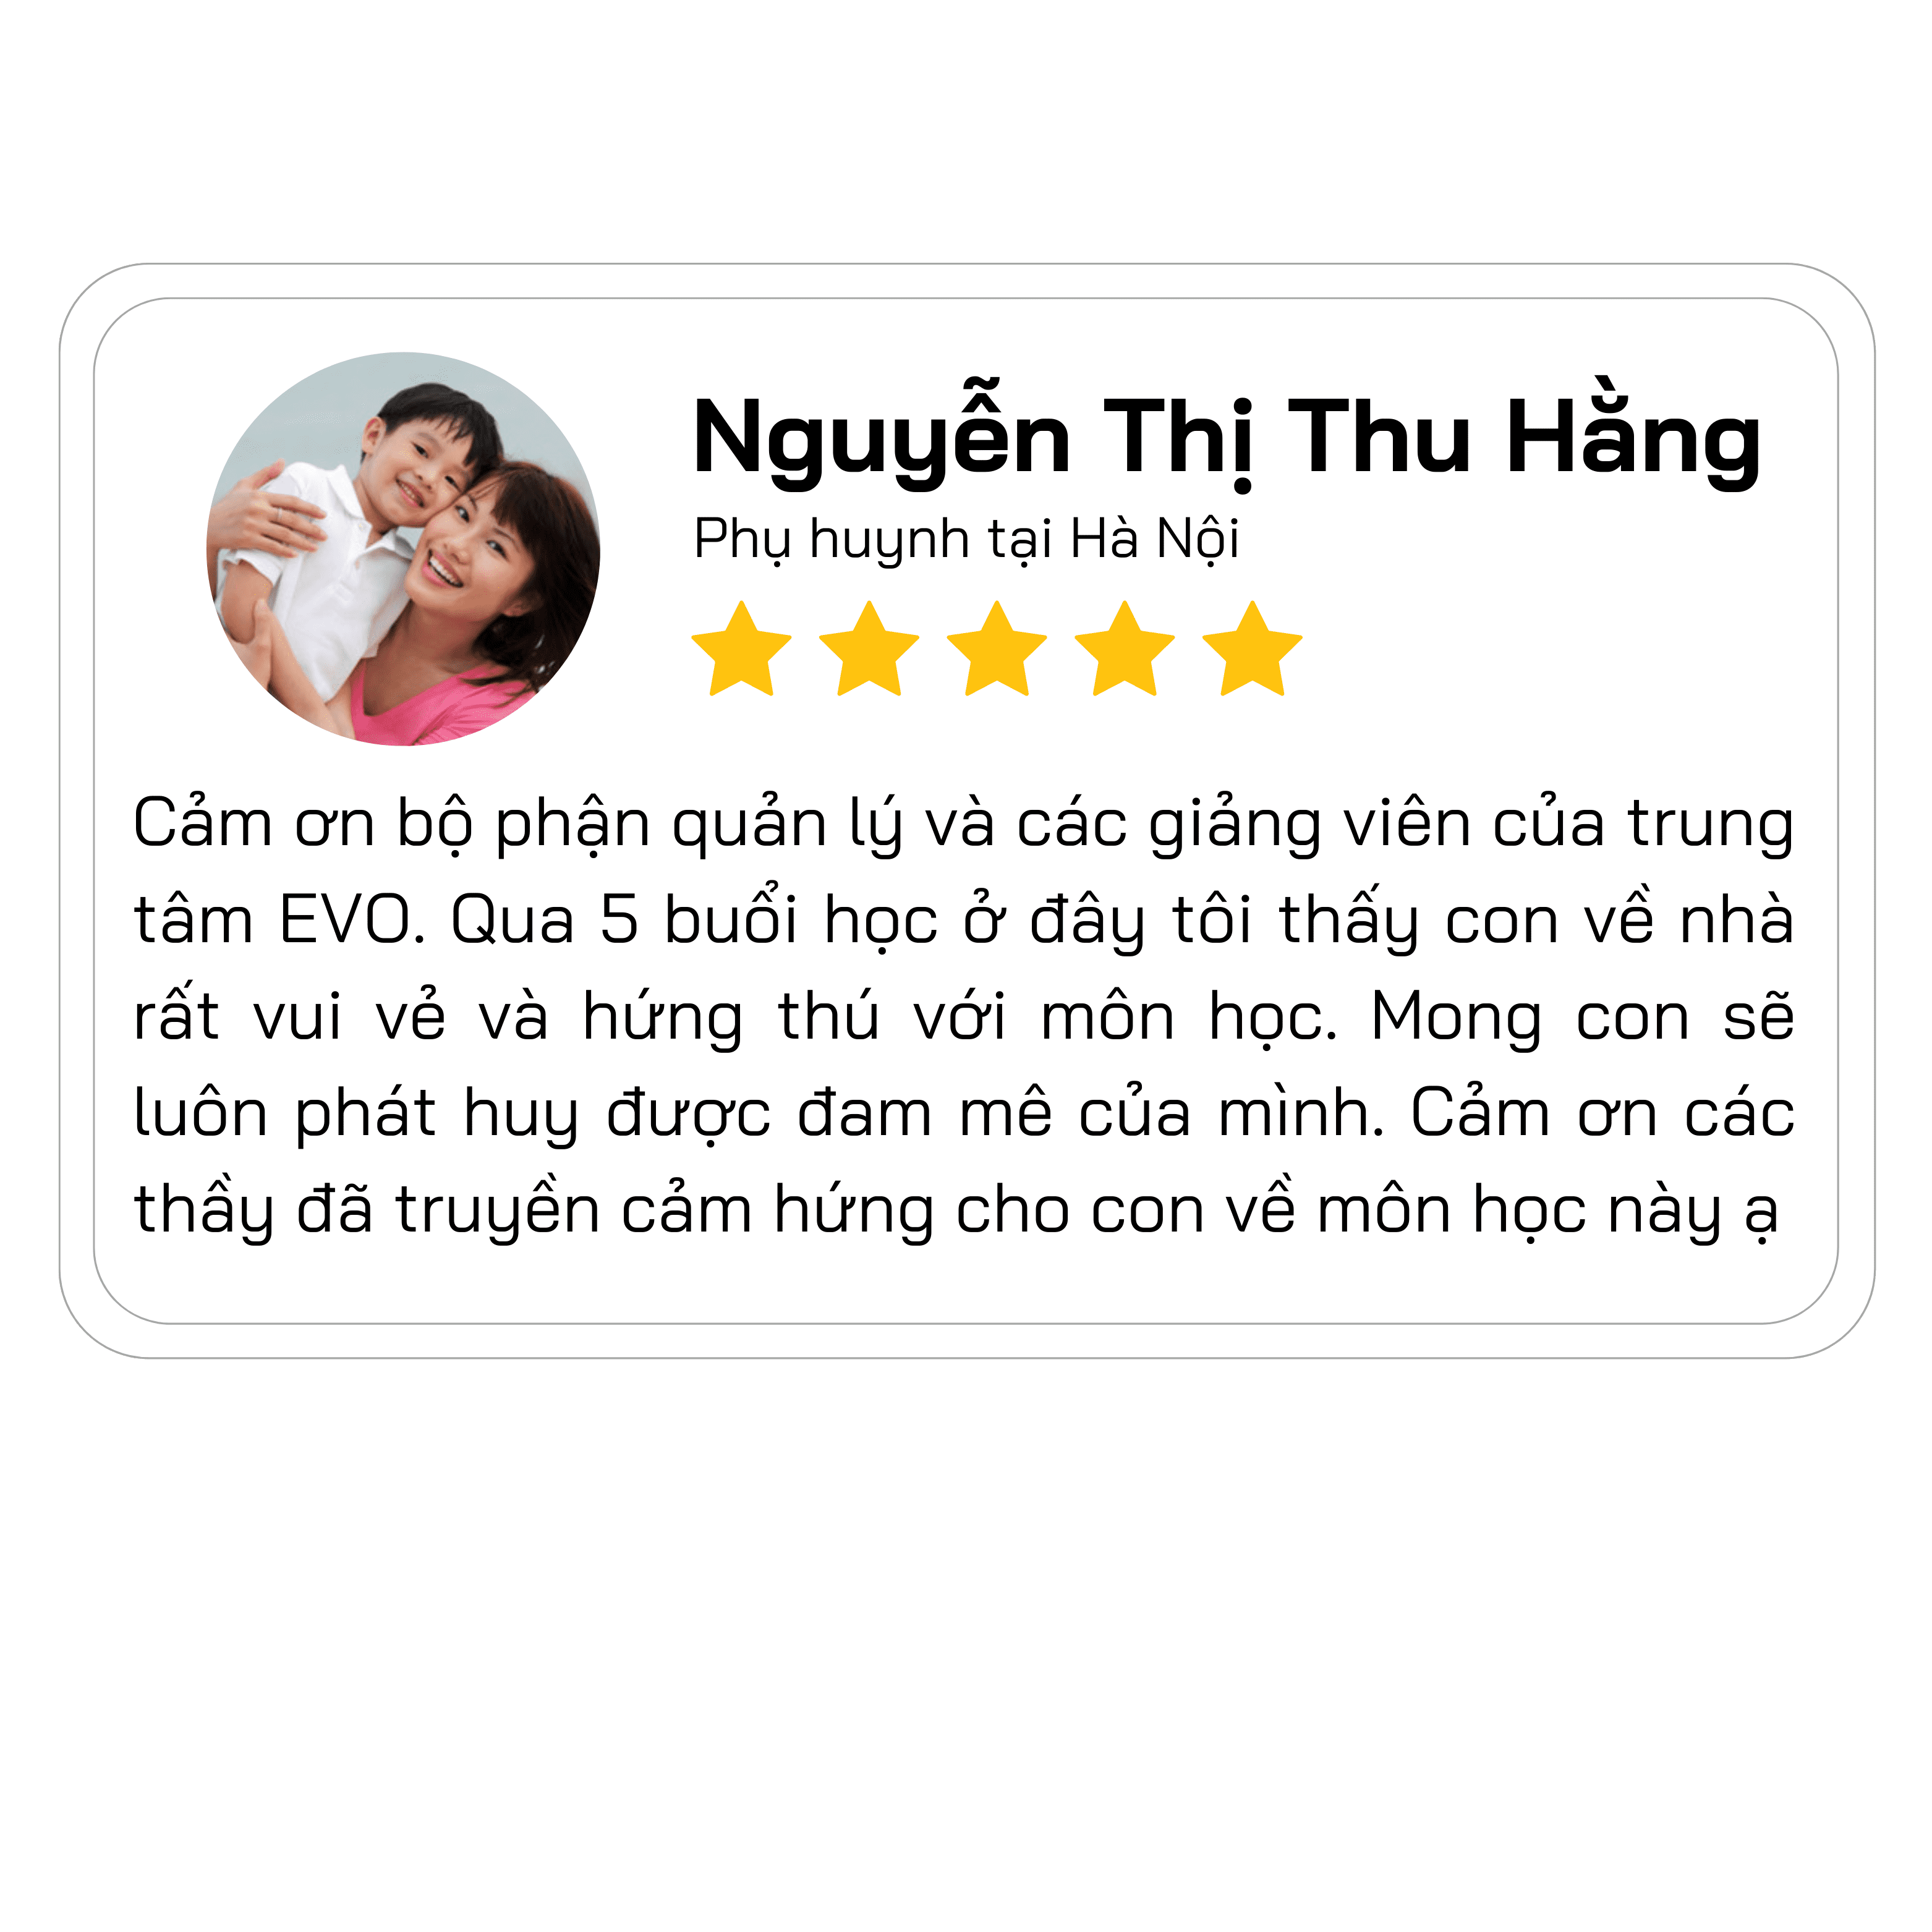 Nguyễn Thị Thu Hằng
Phụ huynh tại Hà Nội
Cảm ơn bộ phận quản lý và các giảng viên của trung
tâm EVO. Qua 5 buổi học ở đây tôi thấy con về nhà
rất vui vẻ và hứng thú với môn học. Mong con sẽ
luôn phát huy được đam mê của mình. Cảm ơn các
thầy đã truyền cảm hứng cho con về môn học này ạ